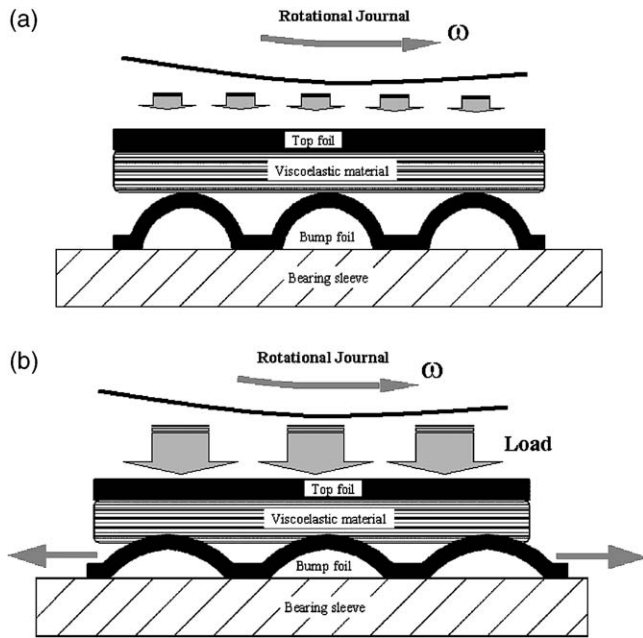 (a)
Rotational Journal
ω
Top foil
Viscoelastic material
Bump foil
Bearing sleeve
(b)
Rotational Journal
ω
Load
Top foil
Viscoelastic material
Bump foil
Bearing sleeve